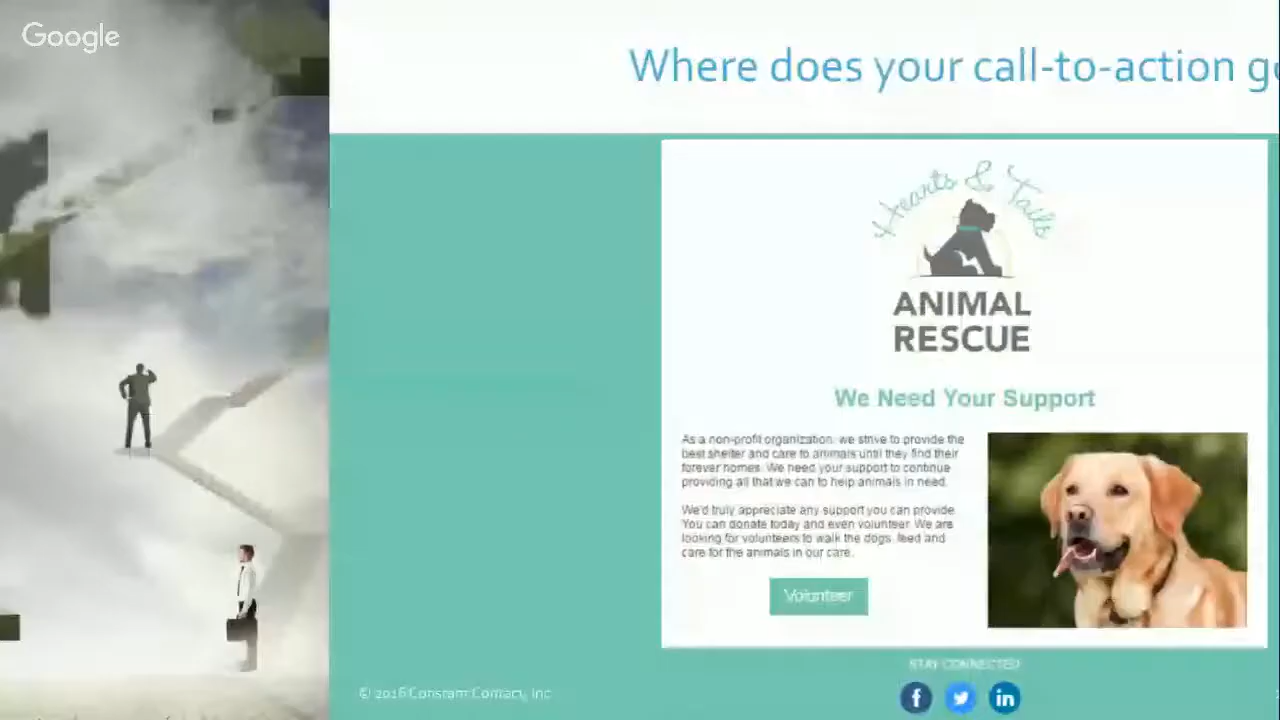 Google
Where does your call-to-action
Hearts & Tails
ANIMAL
RESCUE
We Need Your Support
As a non-profit organization, we strive to provide the
best shelter and care to animals until they find their
forever homes. We need your support to continue
providing all that we can to help animals in need.
We'd truly appreciate any support you can provide.
You can donate today and even volunteer. We are
looking for volunteers to walk the dogs, feed and
care for the animals in our care.
Volunteer
STAY CONNECTED
© 2016 Constant Contact, Inc